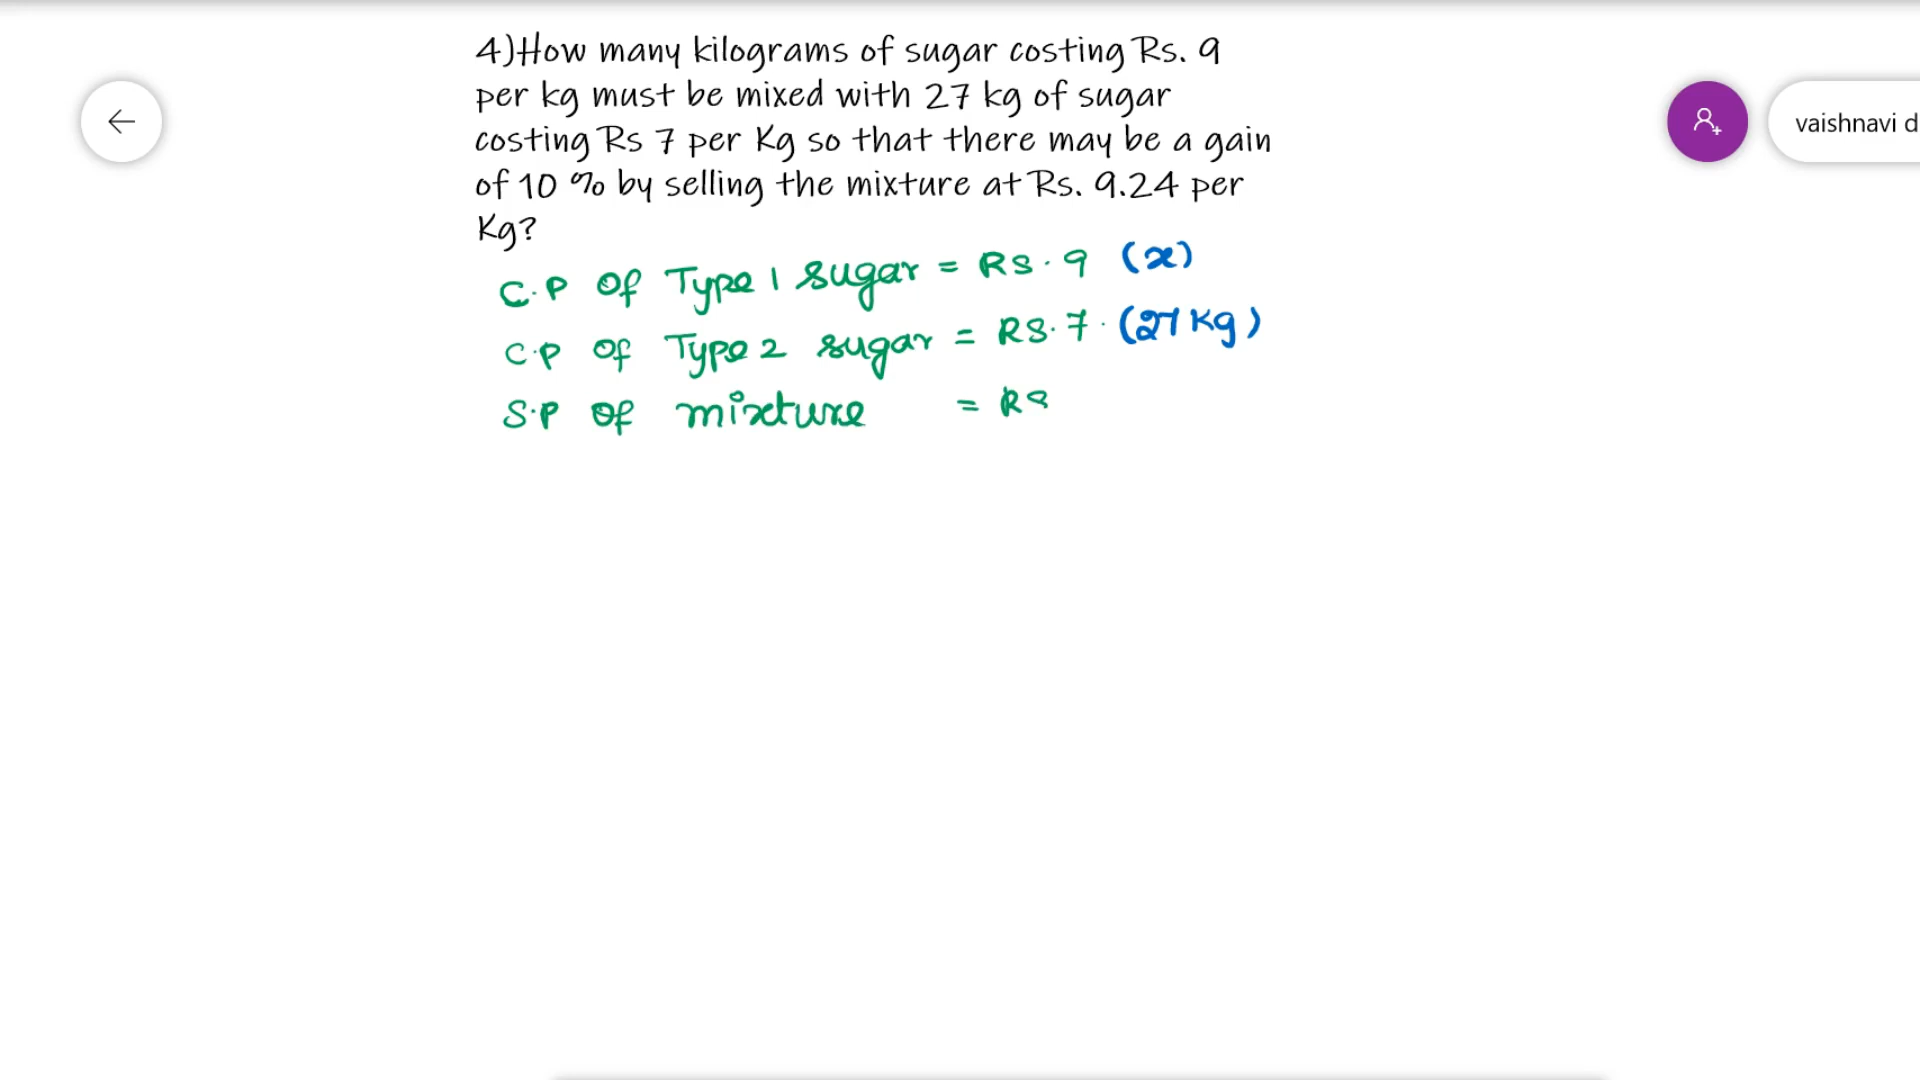 4)How many kilograms of sugar costing Rs. 9
per kg must be mixed with 27 kg of sugar
costing Rs 7 per Kg so that there may be a gain
of 10 % by selling the mixture at Rs. 9.24 per
Kg?
vaishnavi d
C.P of Type 1 sugar = RS. 9 (x)
C.P of Type 2 sugar = RS. 7. (27 Kg)
S.P of mixture = RS